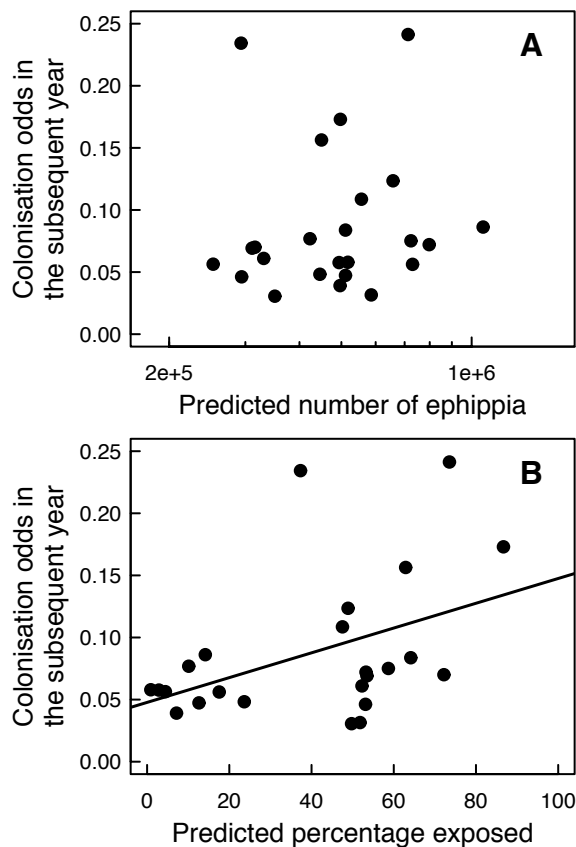 A
0.25
0.20
0.15
0.10
0.05
0.00
Colonisation odds in
the subsequent year
2e+5 1e+6
Predicted number of ephippia
B
0.25
0.20
0.15
0.10
0.05
0.00
Colonisation odds in
the subsequent year
0 20 40 60 80 100
Predicted percentage exposed